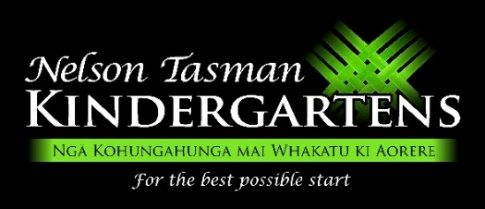 Nelson Tasman
KINDERGARTENS
NGA KOHUNGAHUNGA MAI WHAKATU KI AORERE
For the best possible start